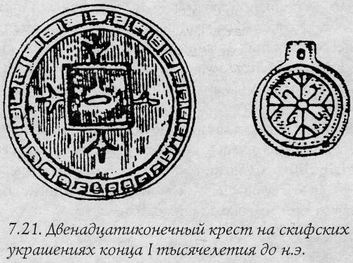 7.21. Двенадцатиконечный крест на скифских
украшениях конца I тысячелетия до н.э.